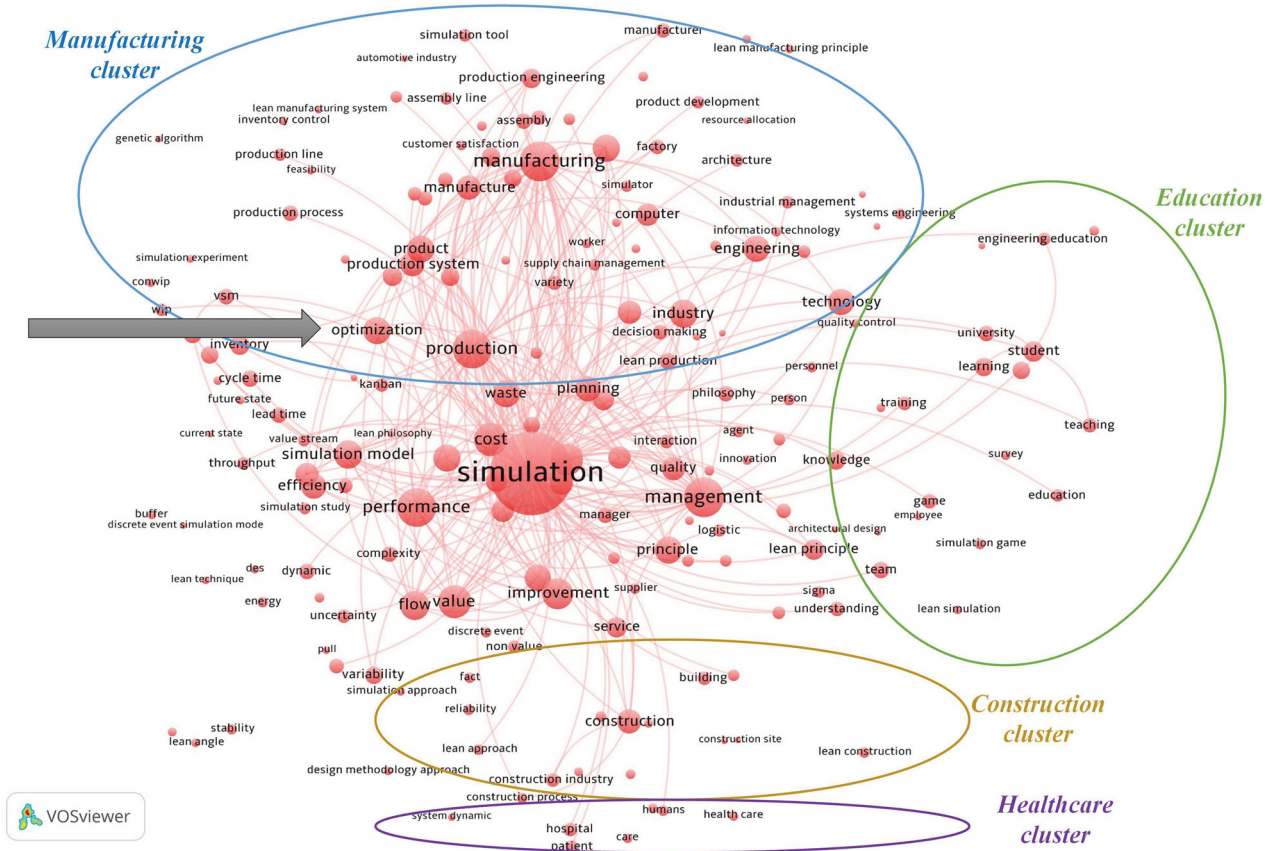 Manufacturing
cluster
simulation tool
manufacturer
lean manufacturing principle
automotive industry
production engineering
lean manufacturing system
assembly line
product development
inventory control
assembly
resource allocation
genetic algorithm
customer satisfaction
factory
production line
manufacturing
architecture
feasibility
manufacture
simulator
industrial management
Education
cluster
production process
computer
systems engineering
information technology
worker
engineering
engineering education
product
production system
simulation experiment
supply chain management
conwip
variety
vsm
wip
technology
optimization
industry
quality control
decision making
university
inventory
production
student
lean production
learning
cycle time
kanban
personnel
waste
planning
philosophy
person
future state
training
lead time
teaching
current state
value stream
lean philosophy
cost
interaction
agent
simulation model
throughput
simulation
quality
innovation
knowledge
survey
efficiency
management
education
simulation study
performance
game
buffer
manager
employee
discrete event simulation mode
logistic
architectural design
simulation game
complexity
principle
lean principle
des
dynamic
team
lean technique
supplier
sigma
energy
flow
value
improvement
understanding
lean simulation
uncertainty
service
discrete event
non value
pull
variability
fact
building
simulation approach
reliability
construction
Construction
cluster
stability
lean angle
lean approach
construction site
lean construction
design methodology approach
construction industry
construction process
humans
Healthcare
cluster
system dynamic
health care
VOSviewer
hospital
care
patient